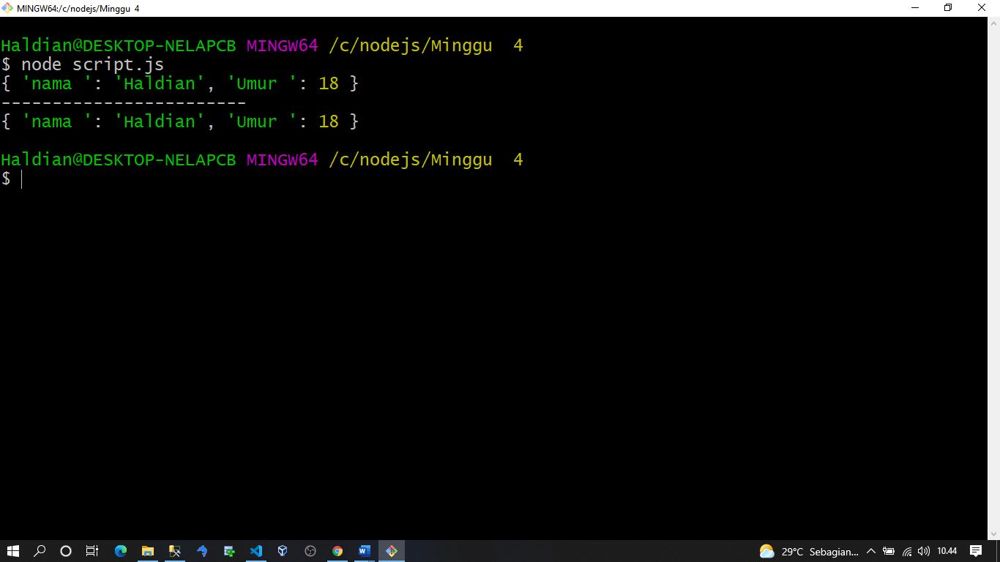 MINGW64:/c/nodejs/Minggu  4
Haldian@DESKTOP-NELAPCB MINGW64 /c/nodejs/Minggu  4
$ node script.js
{ 'nama ': 'Haldian', 'Umur ': 18 }
------------------------
{ 'nama ': 'Haldian', 'Umur ': 18 }
Haldian@DESKTOP-NELAPCB MINGW64 /c/nodejs/Minggu  4
$
29°C Sebagian... 10.44